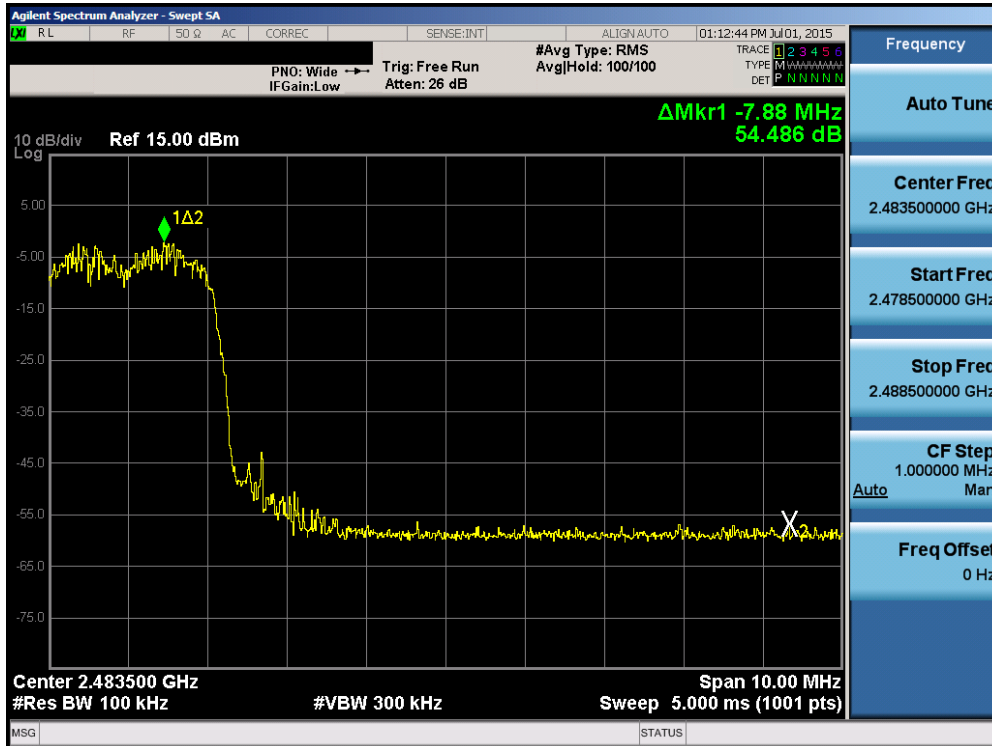 Agilent Spectrum Analyzer - Swept SA
LXI RL RF 50 Ω AC CORREC SENSE:INT ALIGN AUTO 01:12:44 PM Jul 01, 2015
Frequency
PNO: Wide
IFGain:Low
Trig: Free Run
Atten: 26 dB
#Avg Type: RMS
Avg|Hold: 100/100
TRACE 1 2 3 4 5 6
TYPE M
DET P N N N N N
ΔMkr1 -7.88 MHz
54.486 dB
10 dB/div Ref 15.00 dBm
Log
5.00
-5.00
-15.0
-25.0
-35.0
-45.0
-55.0
-65.0
-75.0
1Δ2
X2
Center 2.483500 GHz Span 10.00 MHz
#Res BW 100 kHz #VBW 300 kHz Sweep 5.000 ms (1001 pts)
Auto Tune
Center Freq
2.483500000 GHz
Start Freq
2.478500000 GHz
Stop Freq
2.488500000 GHz
CF Step
1.000000 MHz
Auto Man
Freq Offset
0 Hz
MSG STATUS